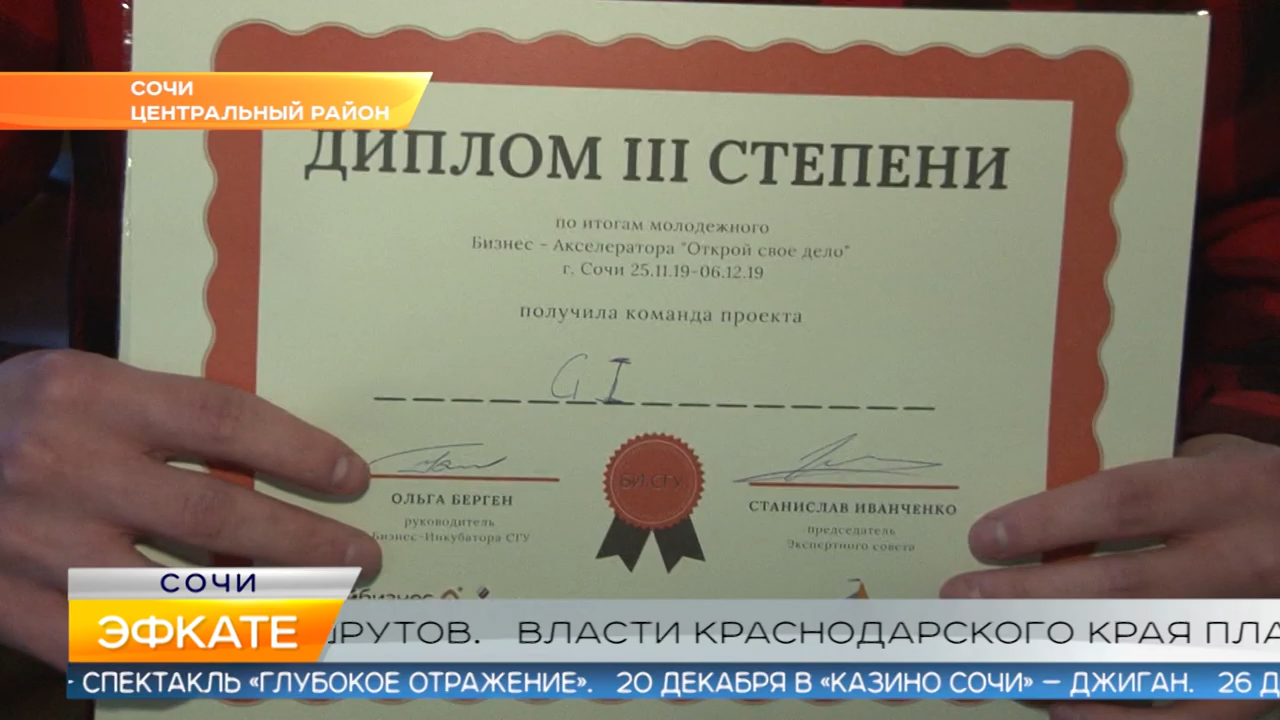 СОЧИ
ЦЕНТРАЛЬНЫЙ РАЙОН
ДИПЛОМ III СТЕПЕНИ
по итогам молодежного
Бизнес - Акселератора "Открой свое дело"
г. Сочи 25.11.19-06.12.19
получила команда проекта
GI
ОЛЬГА БЕРГЕН
руководитель
Бизнес-Инкубатора СГУ
БИ.СГУ
СТАНИСЛАВ ИВАНЧЕНКО
председатель
Экспертного совета
СОЧИ
ЭФКАТЕ
ШРУТОВ. ВЛАСТИ КРАСНОДАРСКОГО КРАЯ ПЛА
СПЕКТАКЛЬ «ГЛУБОКОЕ ОТРАЖЕНИЕ». 20 ДЕКАБРЯ В «КАЗИНО СОЧИ» – ДЖИГАН. 26 Д